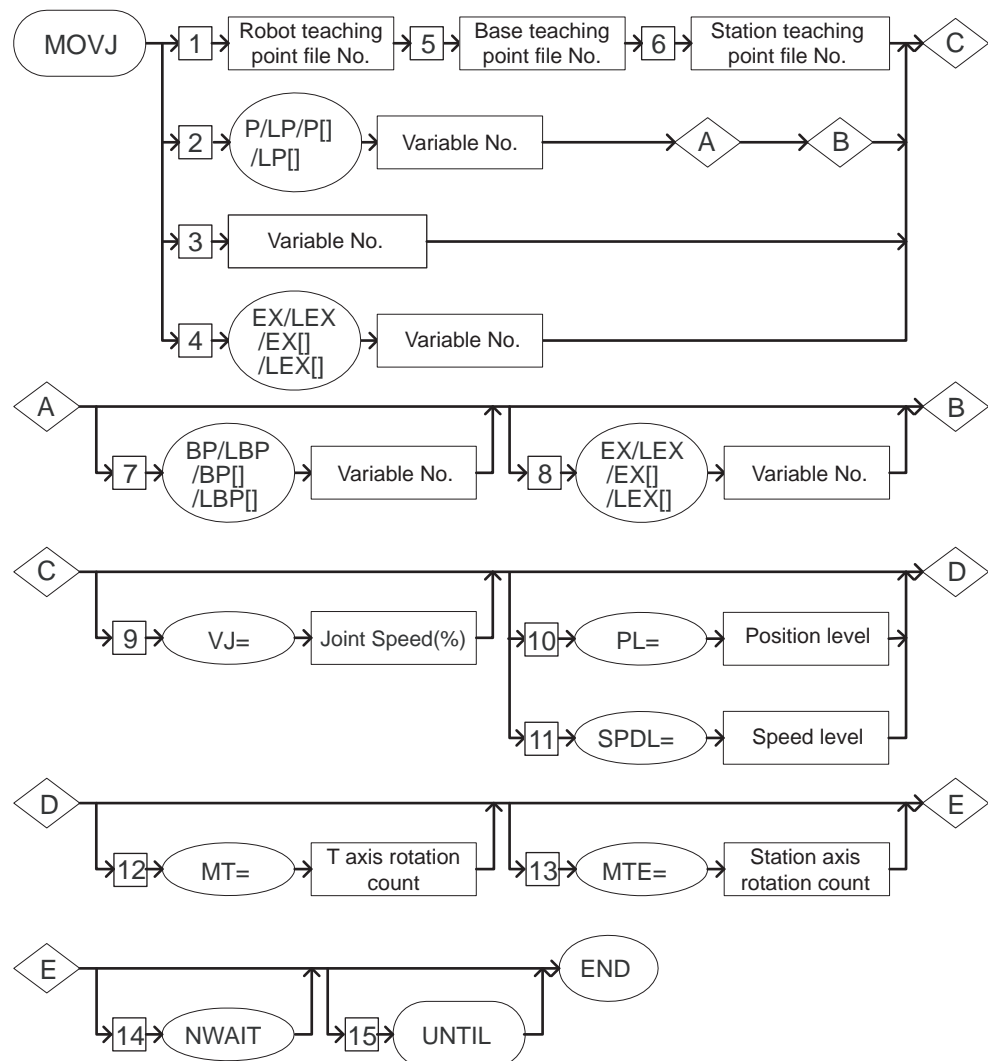 MOVJ
1
Robot teaching
point file No.
5
Base teaching
point file No.
6
Station teaching
point file No.
C
2
P/LP/P[]
/LP[]
Variable No.
A
B
3
Variable No.
4
EX/LEX
/EX[]
/LEX[]
Variable No.
A
B
7
BP/LBP
/BP[]
/LBP[]
Variable No.
8
EX/LEX
/EX[]
/LEX[]
Variable No.
C
D
9
VJ=
Joint Speed(%)
10
PL=
Position level
11
SPDL=
Speed level
D
E
12
MT=
T axis rotation
count
13
MTE=
Station axis
rotation count
E
END
14
NWAIT
15
UNTIL